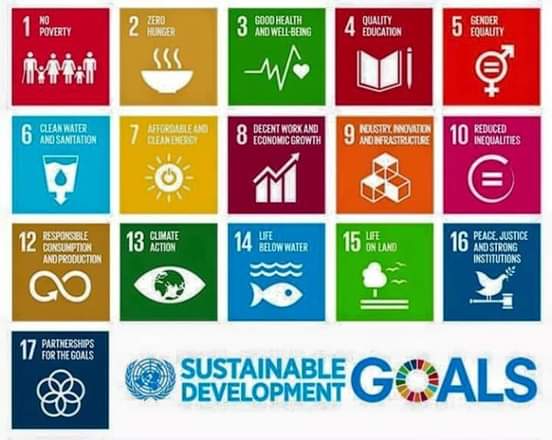 1 NO
POVERTY
2 ZERO
HUNGER
3 GOOD HEALTH
AND WELL-BEING
4 QUALITY
EDUCATION
5 GENDER
EQUALITY
6 CLEAN WATER
AND SANITATION
7 AFFORDABLE AND
CLEAN ENERGY
8 DECENT WORK AND
ECONOMIC GROWTH
9 INDUSTRY, INNOVATION
AND INFRASTRUCTURE
10 REDUCED
INEQUALITIES
12 RESPONSIBLE
CONSUMPTION
AND PRODUCTION
13 CLIMATE
ACTION
14 LIFE
BELOW WATER
15 LIFE
ON LAND
16 PEACE, JUSTICE
AND STRONG
INSTITUTIONS
17 PARTNERSHIPS
FOR THE GOALS
SUSTAINABLE
DEVELOPMENT
GOALS